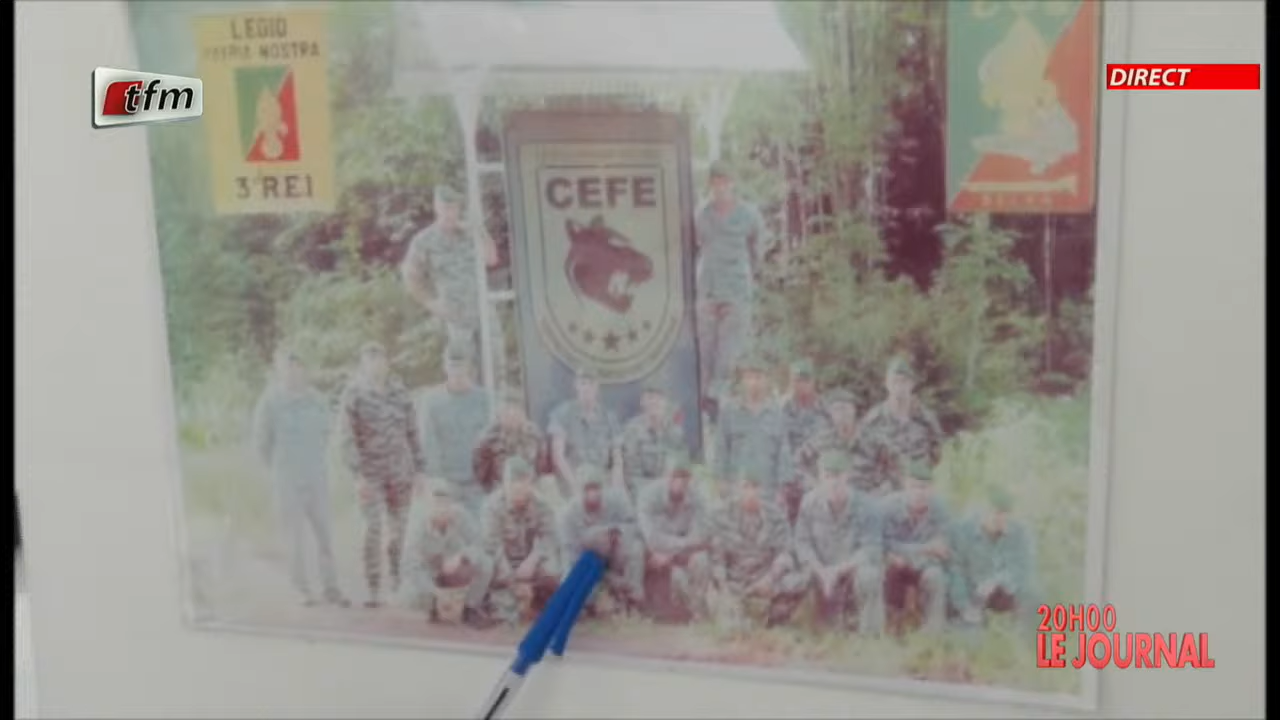 LEGIO
PATRIA NOSTRA
3°REI
tfm
DIRECT
CEFE
20H00
LE JOURNAL